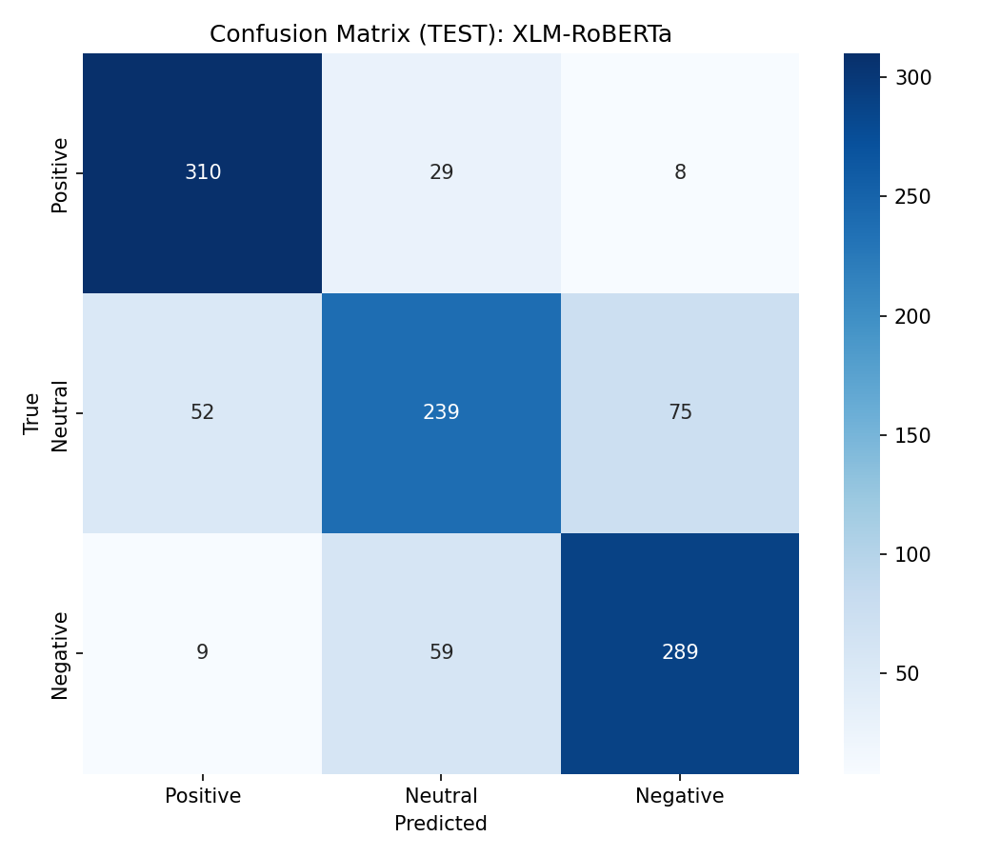 Confusion Matrix (TEST): XLM-RoBERTa
True
Positive
310 29 8
Neutral
52 239 75
Negative
9 59 289
Positive Neutral Negative
Predicted
300
250
200
150
100
50